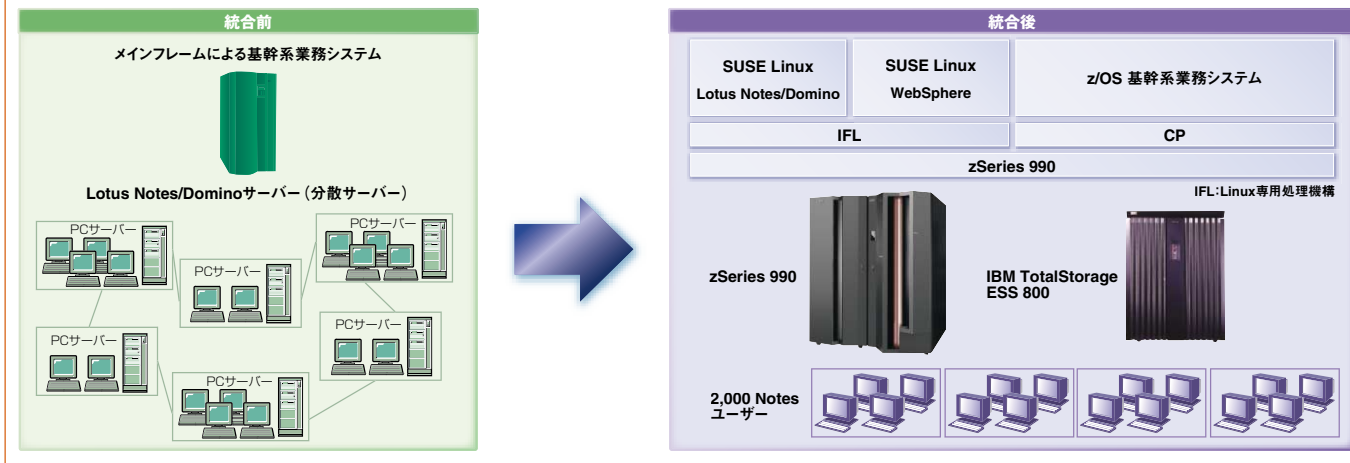 統合前
メインフレームによる基幹系業務システム
Lotus Notes/Dominoサーバー（分散サーバー）
PCサーバー
PCサーバー
PCサーバー
PCサーバー
PCサーバー
PCサーバー
統合後
SUSE Linux
Lotus Notes/Domino
SUSE Linux
WebSphere
z/OS 基幹系業務システム
IFL
CP
zSeries 990
IFL：Linux専用処理機構
zSeries 990
IBM TotalStorage
ESS 800
2,000 Notes
ユーザー